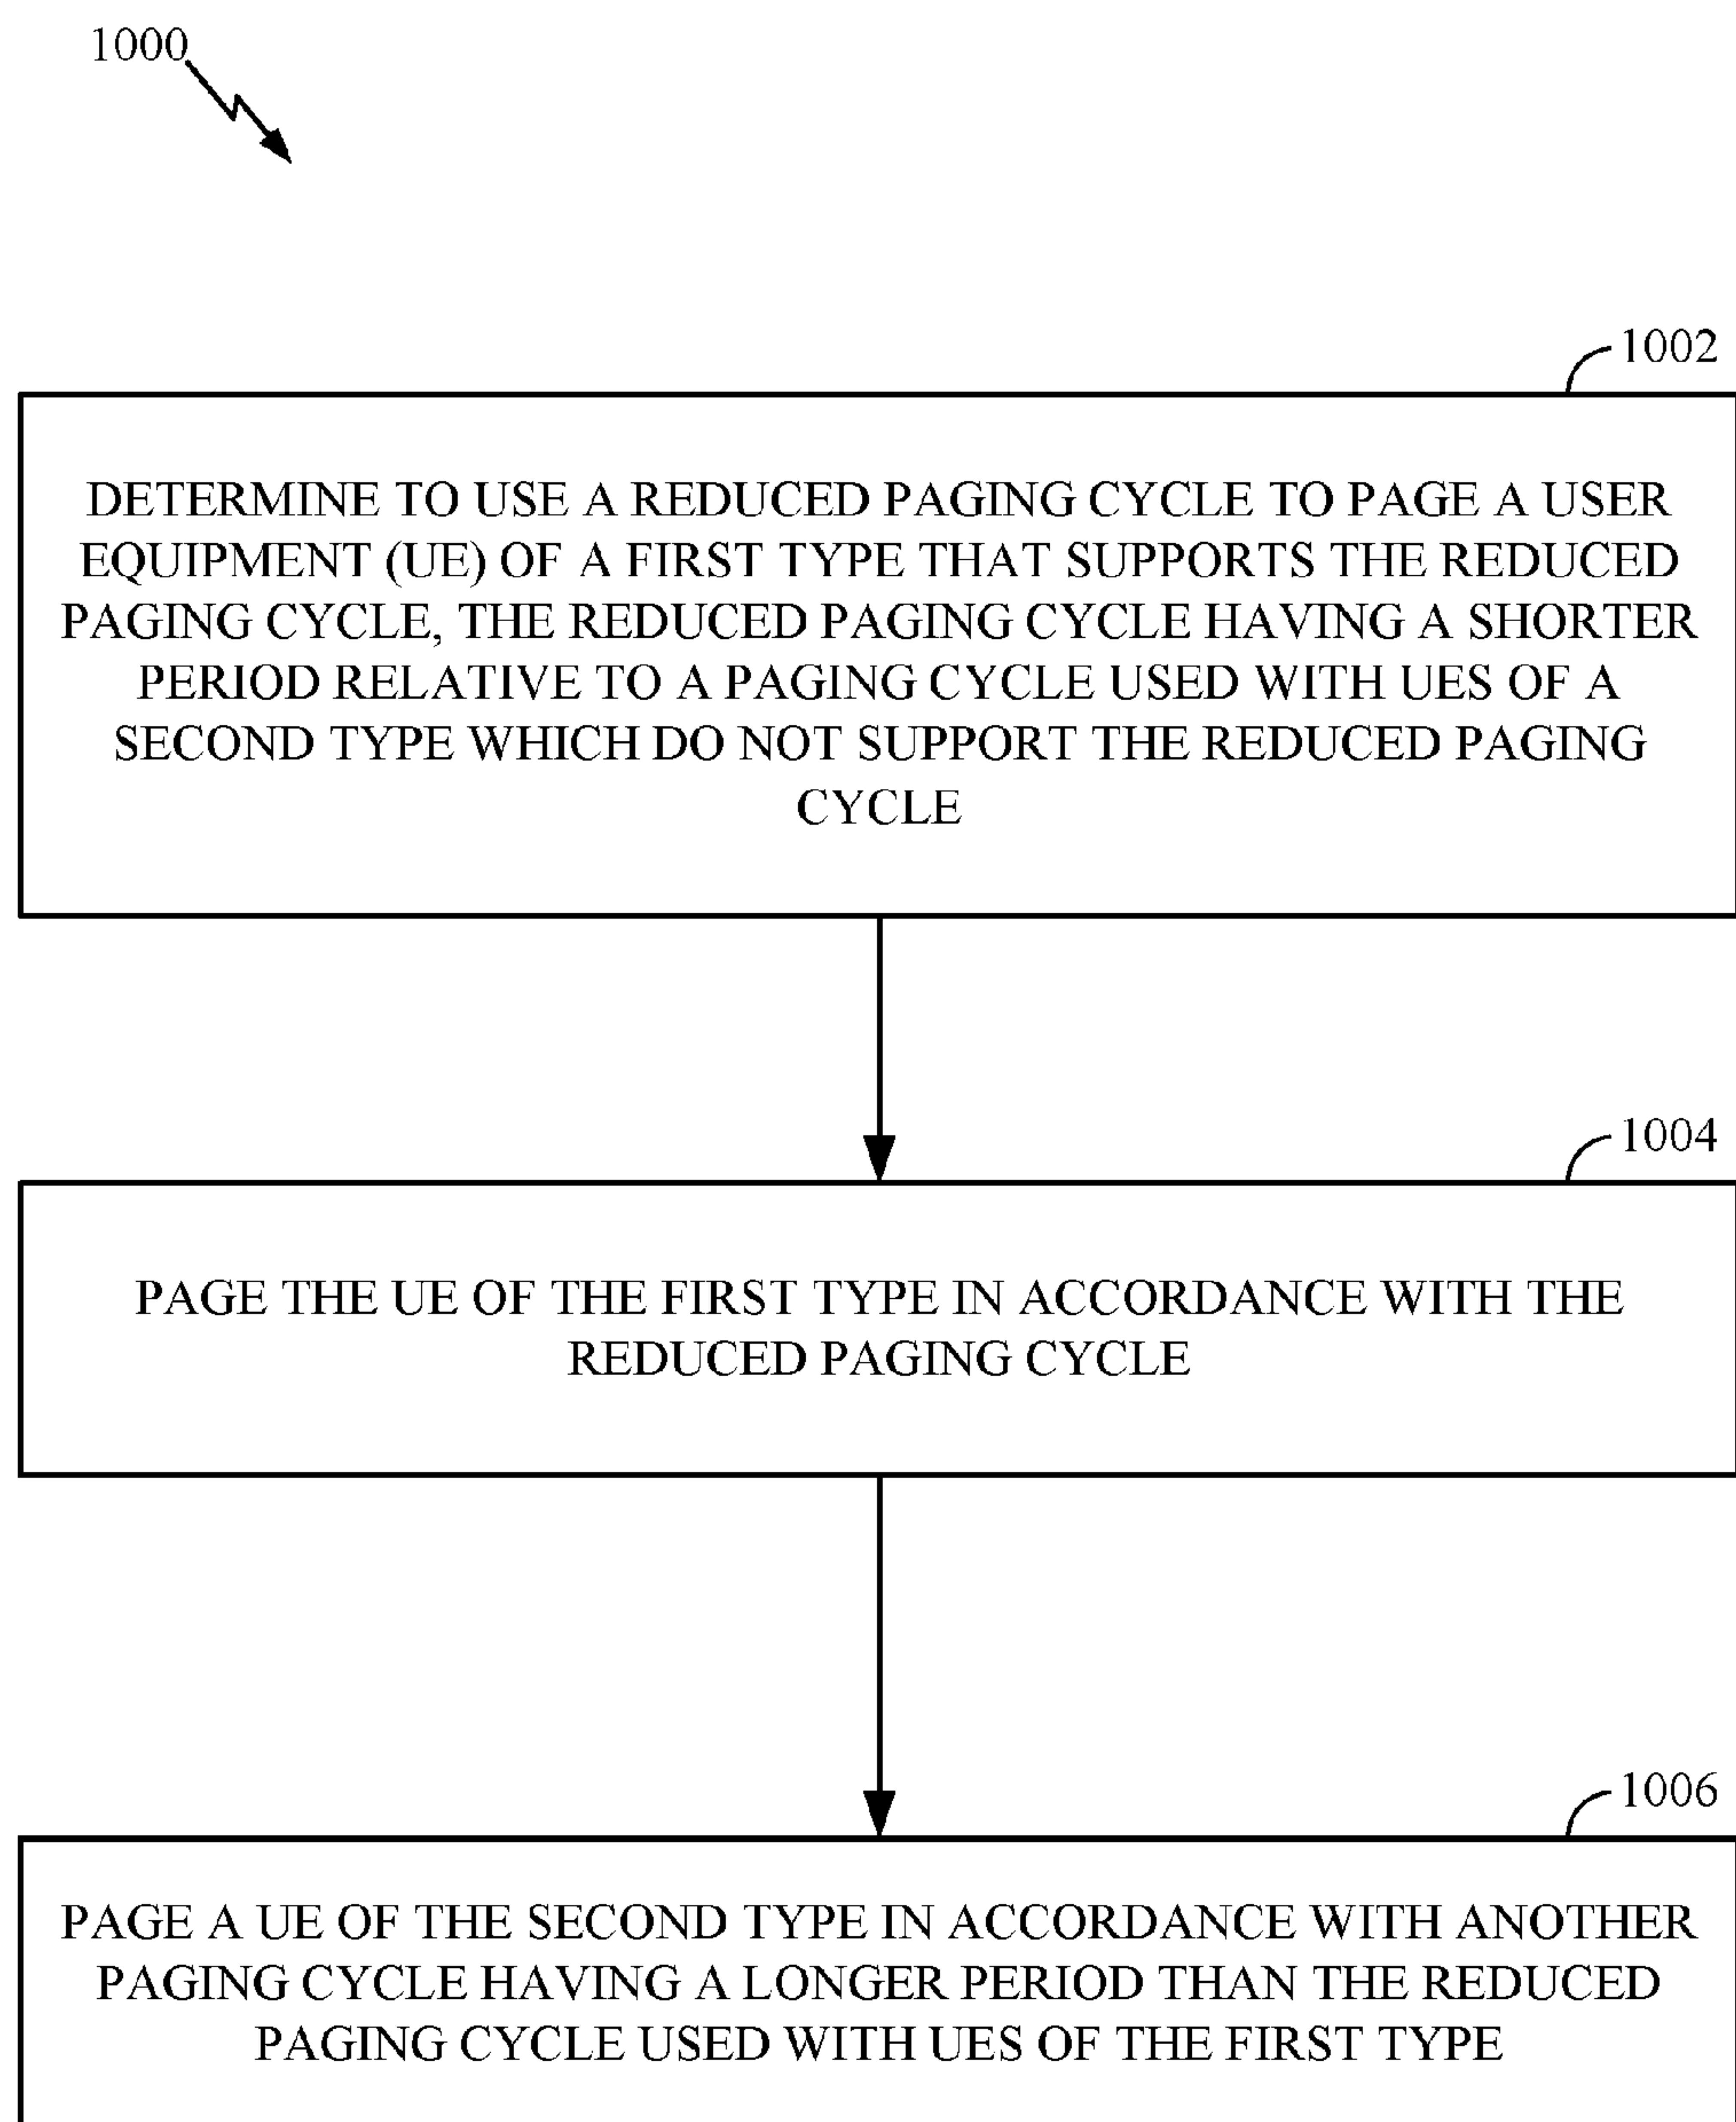 1000
1002
DETERMINE TO USE A REDUCED PAGING CYCLE TO PAGE A USER
EQUIPMENT (UE) OF A FIRST TYPE THAT SUPPORTS THE REDUCED
PAGING CYCLE, THE REDUCED PAGING CYCLE HAVING A SHORTER
PERIOD RELATIVE TO A PAGING CYCLE USED WITH UES OF A
SECOND TYPE WHICH DO NOT SUPPORT THE REDUCED PAGING
CYCLE
1004
PAGE THE UE OF THE FIRST TYPE IN ACCORDANCE WITH THE
REDUCED PAGING CYCLE
1006
PAGE A UE OF THE SECOND TYPE IN ACCORDANCE WITH ANOTHER
PAGING CYCLE HAVING A LONGER PERIOD THAN THE REDUCED
PAGING CYCLE USED WITH UES OF THE FIRST TYPE